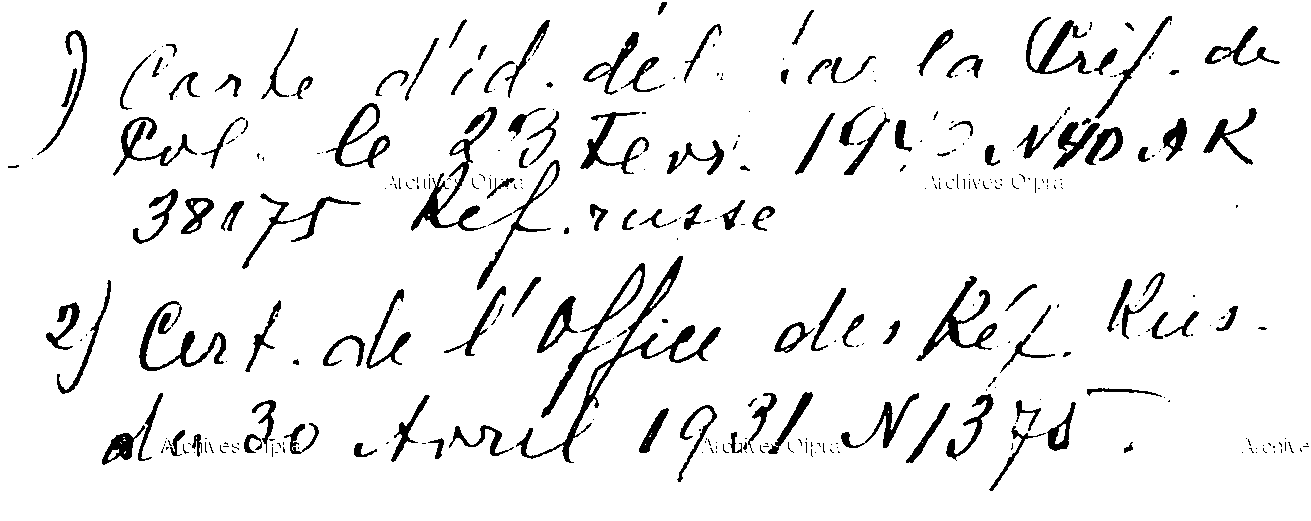 1) Carte d'id. dél. par la Préf. de
Pol. le 23 Fevr. 1940 N 40 AK
38175 Réf. russe
2) Cert. de l'Office des Réf. Rus.
du 30 Avril 1931 N 1375.
Archives Ofpra Archives Ofpra
Archives Ofpra Archives Ofpra Archive